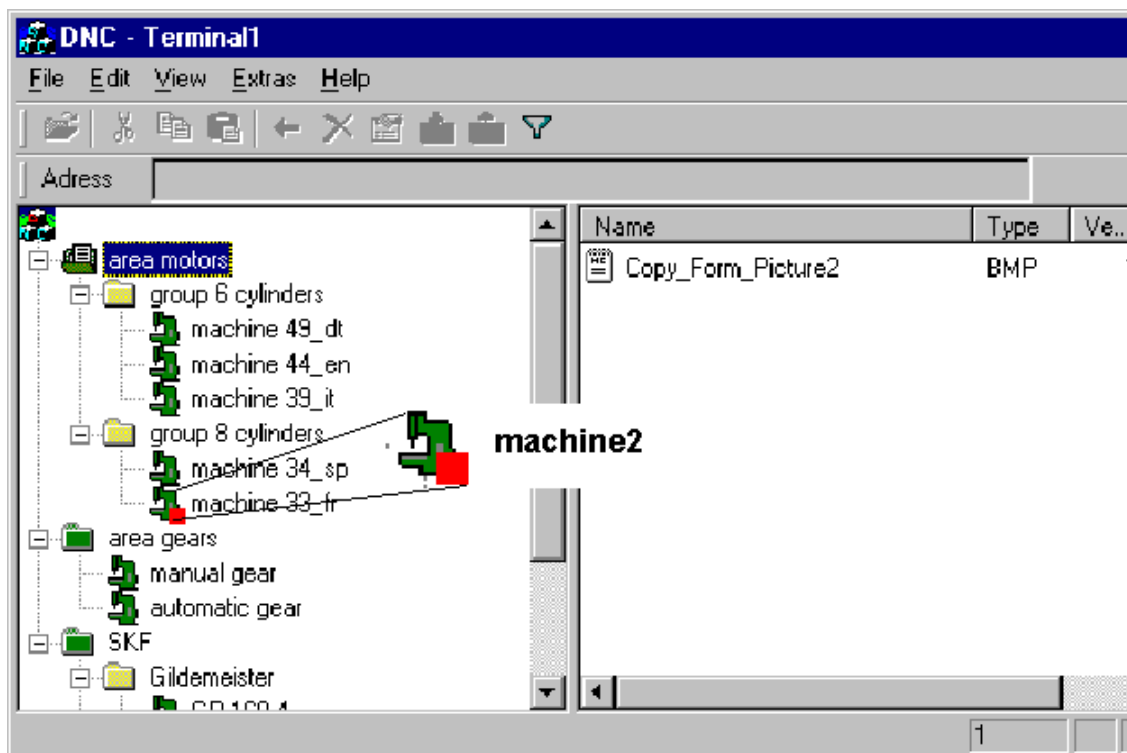 DNC - Terminal1
File Edit View Extras Help
Adress
Name Type Ve..
area motors
group 6 cylinders
machine 49_dt
machine 44_en
machine 39_it
group 8 cylinders
machine 34_sp
machine 33_fr
area gears
manual gear
automatic gear
SKF
Gildemeister
machine2
Copy_Form_Picture2 BMP
1